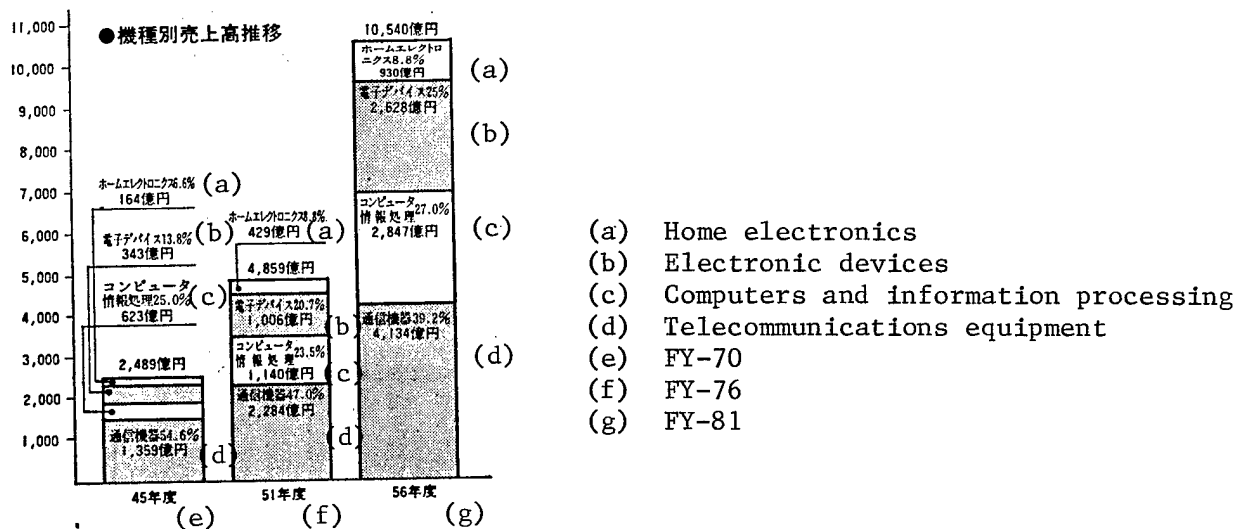 ●機種別売上高推移
11,000
10,000
9,000
8,000
7,000
6,000
5,000
4,000
3,000
2,000
1,000
ホームエレクトロニクス6.6% (a)
164億円
電子デバイス13.8% (b)
343億円
コンピュータ (c)
情報処理25.0%
623億円
2,489億円
通信機器54.6%
1,359億円 (d)
45年度
(e)
ホームエレクトロニクス8.8%
429億円 (a)
4,859億円
電子デバイス20.7%
1,006億円 (b)
コンピュータ
情報処理23.5%
1,140億円 (c)
通信機器47.0%
2,284億円
(d)
51年度
(f)
10,540億円
ホームエレクトロ
ニクス8.8%
930億円
(a)
電子デバイス25%
2,628億円
(b)
コンピュータ
情報処理27.0%
2,847億円
(c)
通信機器39.2%
4,134億円
(d)
56年度
(g)
(a) Home electronics
(b) Electronic devices
(c) Computers and information processing
(d) Telecommunications equipment
(e) FY-70
(f) FY-76
(g) FY-81